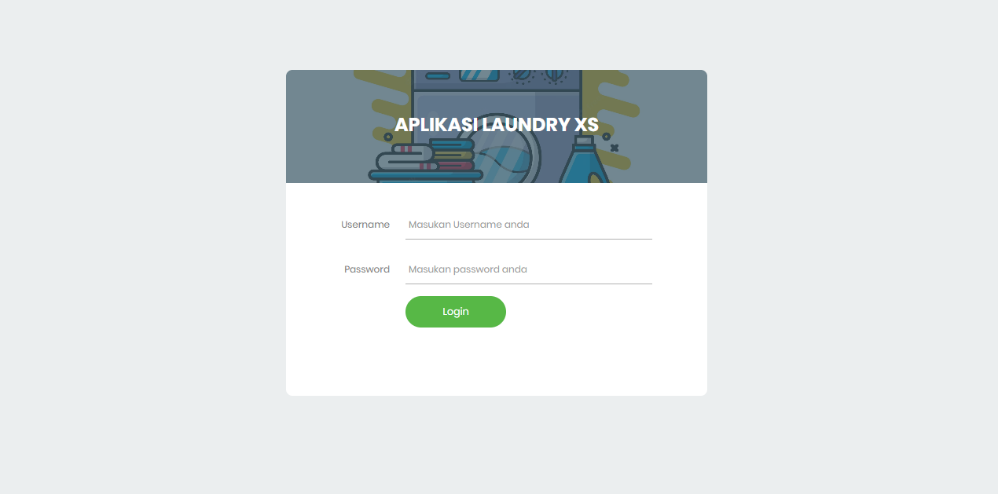 APLIKASI LAUNDRY XS
Username Masukan Username anda
Password Masukan password anda
Login